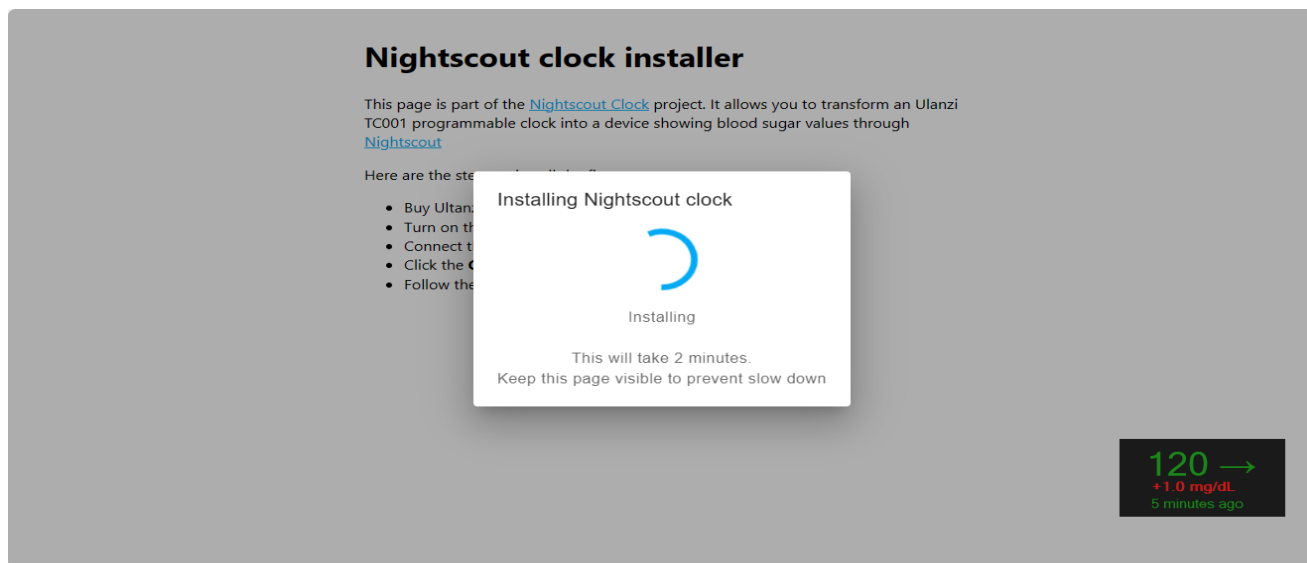 Nightscout clock installer
This page is part of the Nightscout Clock project. It allows you to transform an Ulanzi
TC001 programmable clock into a device showing blood sugar values through
Nightscout
Here are the
Buy
Turn on
Connect
Click the
Follow the
Installing Nightscout clock
Installing
This will take 2 minutes.
Keep this page visible to prevent slow down
120 →
+1.0 mg/dL
5 minutes ago